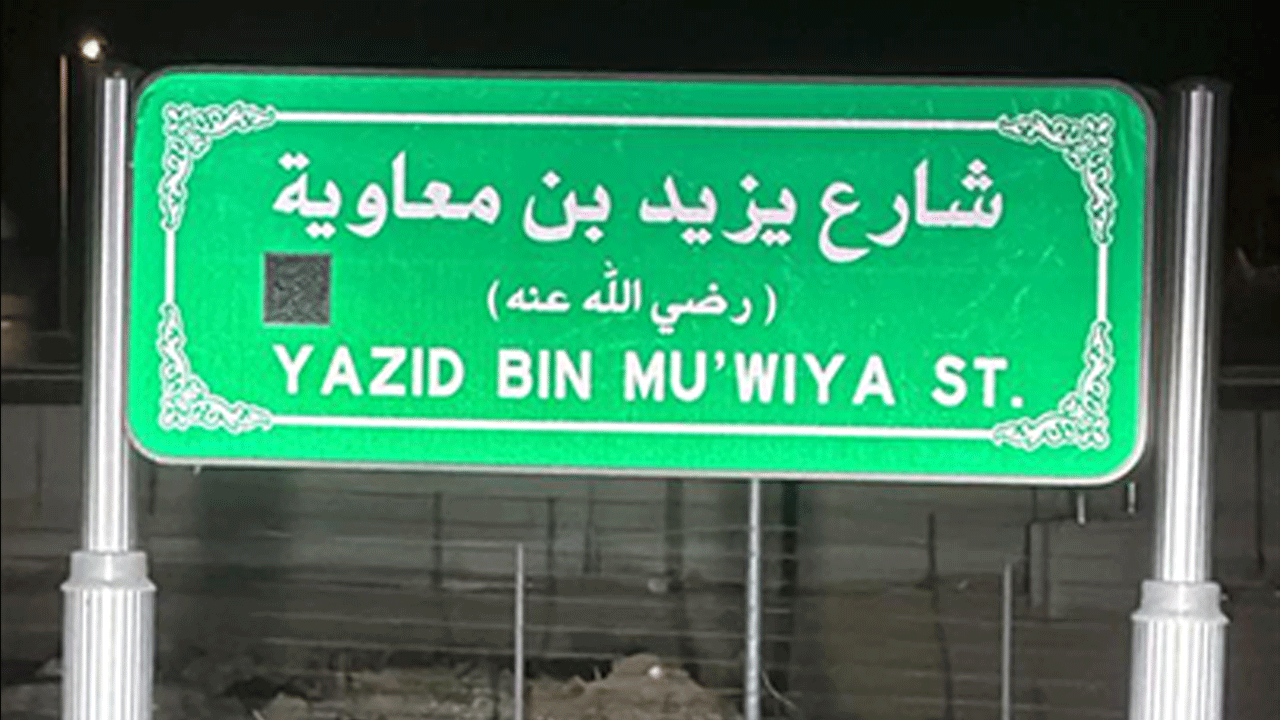 شارع يزيد بن معاوية
(رضي الله عنه)
YAZID BIN MU'WIYA ST.